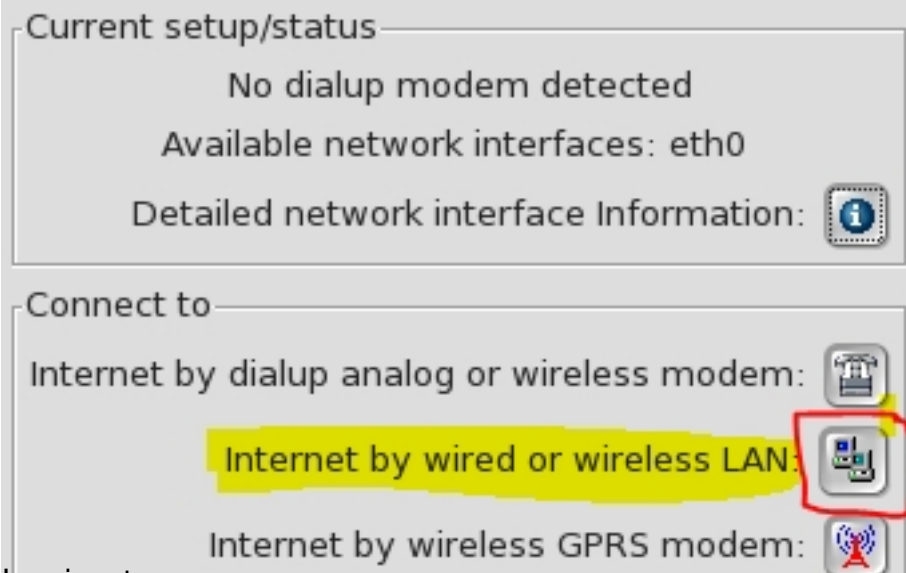 Current setup/status
No dialup modem detected
Available network interfaces: eth0
Detailed network interface Information:
Connect to
Internet by dialup analog or wireless modem:
Internet by wired or wireless LAN:
Internet by wireless GPRS modem: